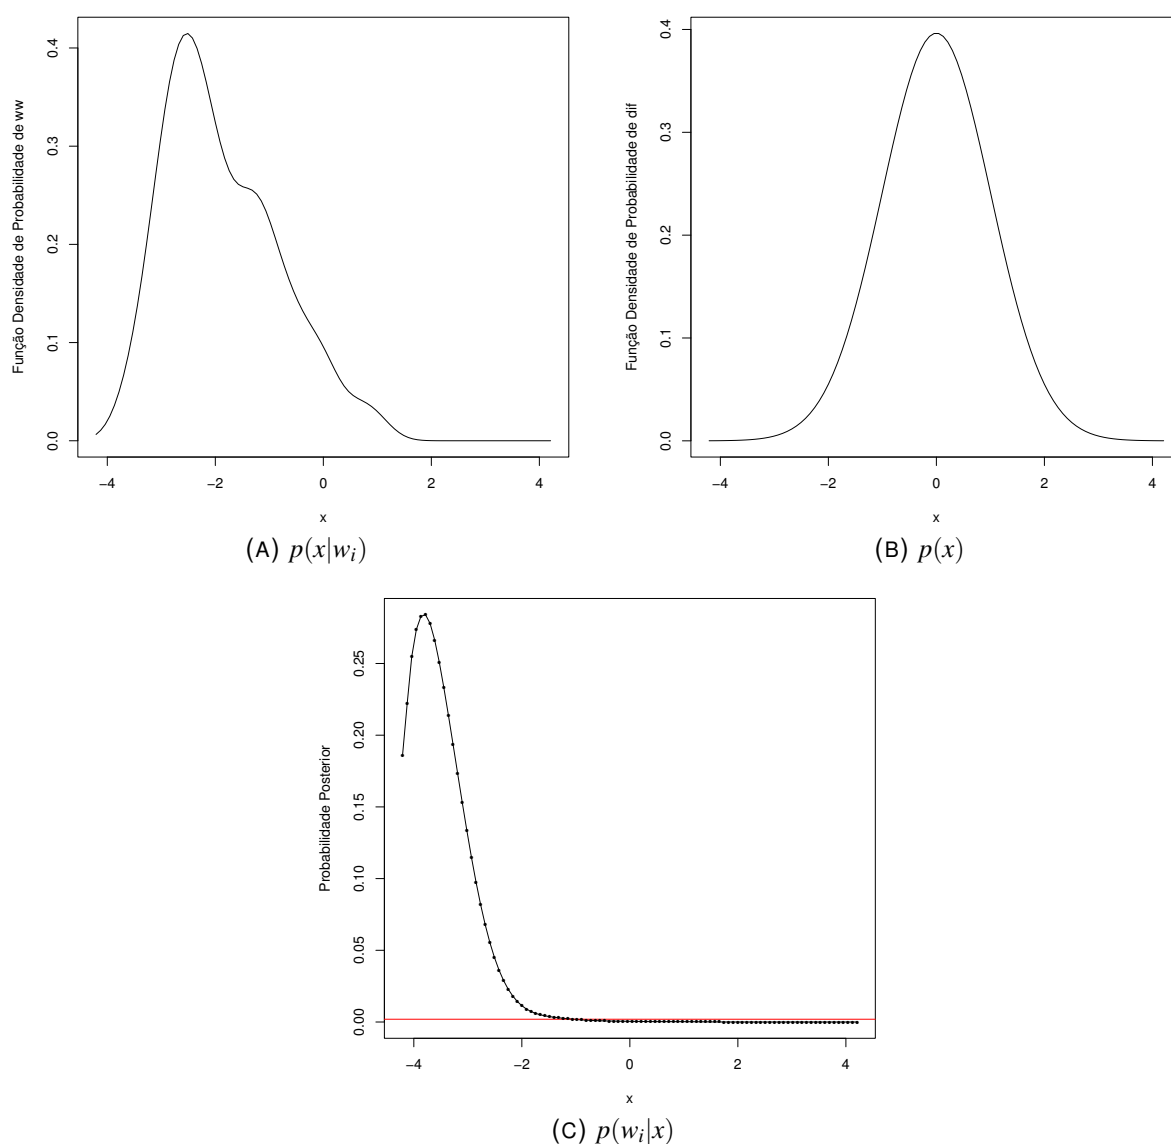 Função Densidade de Probabilidade de ww
0.4
0.3
0.2
0.1
0.0
−4 −2 0 2 4
x
(A) p(x|w_i)
Função Densidade de Probabilidade de dif
0.4
0.3
0.2
0.1
0.0
−4 −2 0 2 4
x
(B) p(x)
Probabilidade Posterior
0.25
0.20
0.15
0.10
0.05
0.00
−4 −2 0 2 4
x
(C) p(w_i|x)